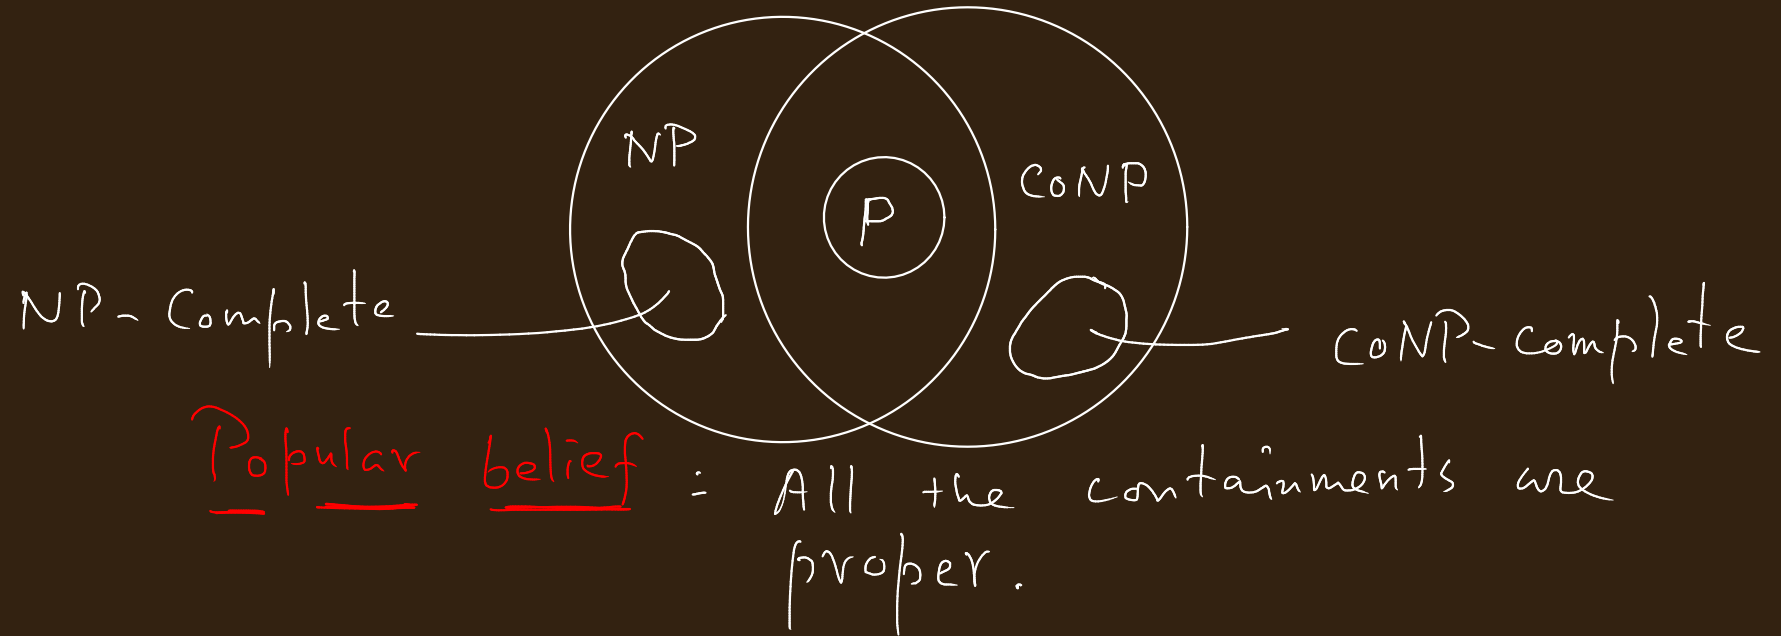 NP
CoNP
P
NP-Complete
CoNP-complete
Popular belief : All the containments are
proper.